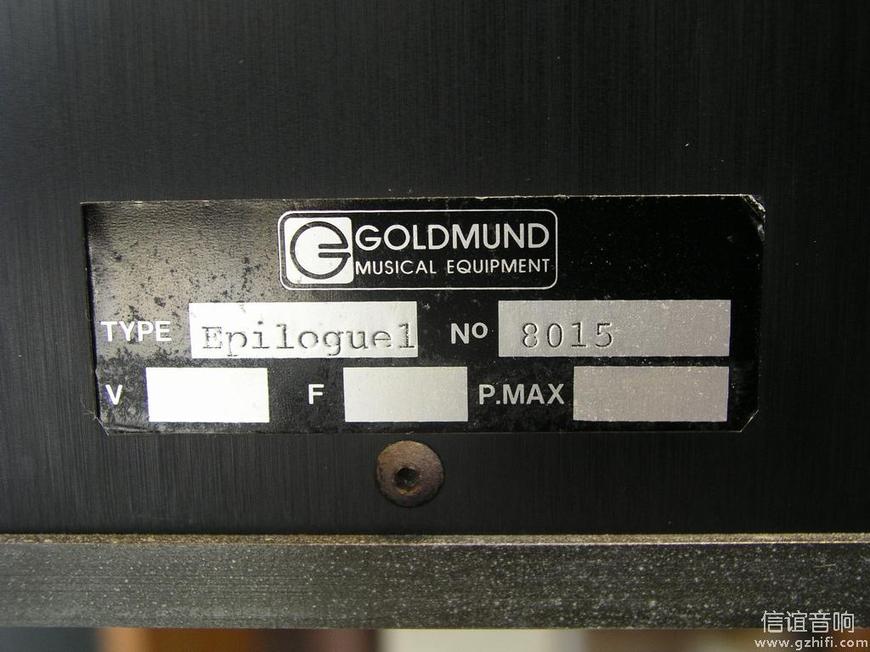 GOLDMUND
MUSICAL EQUIPMENT
TYPE Epilogue1 Nº 8015
V F P.MAX
信谊音响
www.gzhifi.com